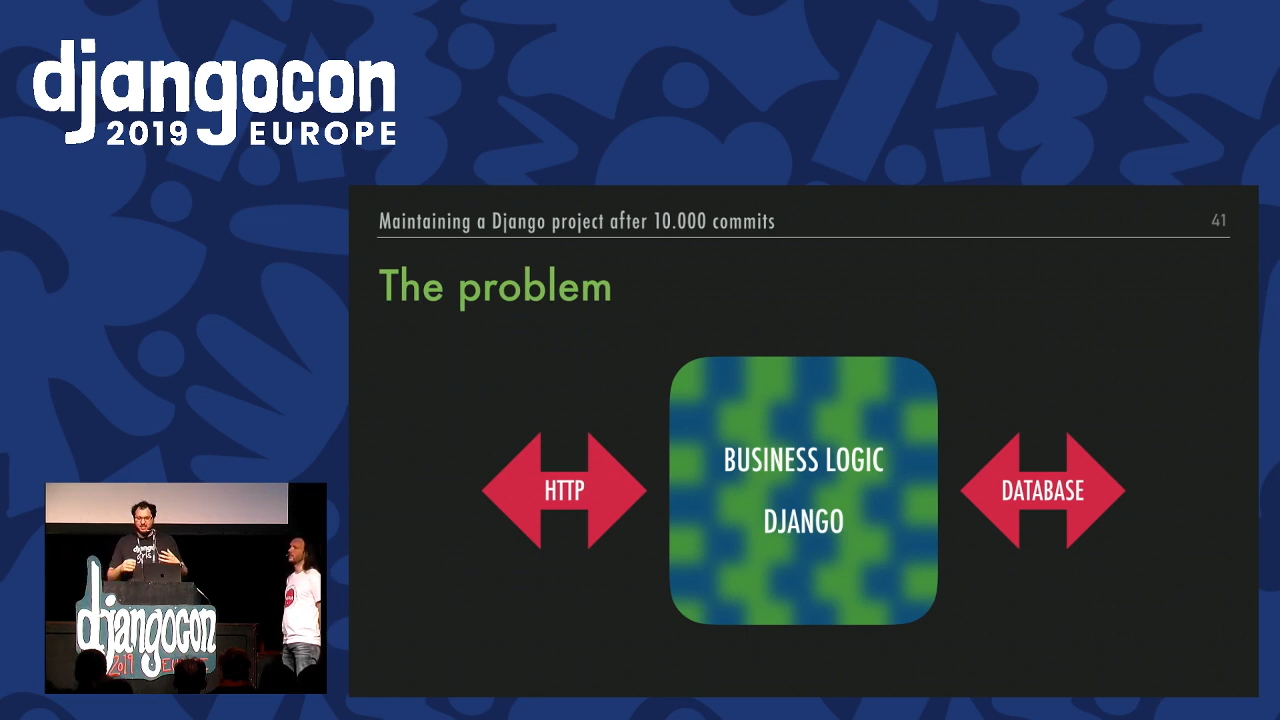 djangocon
2019 EUROPE
Maintaining a Django project after 10.000 commits
41
The problem
HTTP
BUSINESS LOGIC
DJANGO
DATABASE
djangocon
2019 EUROPE